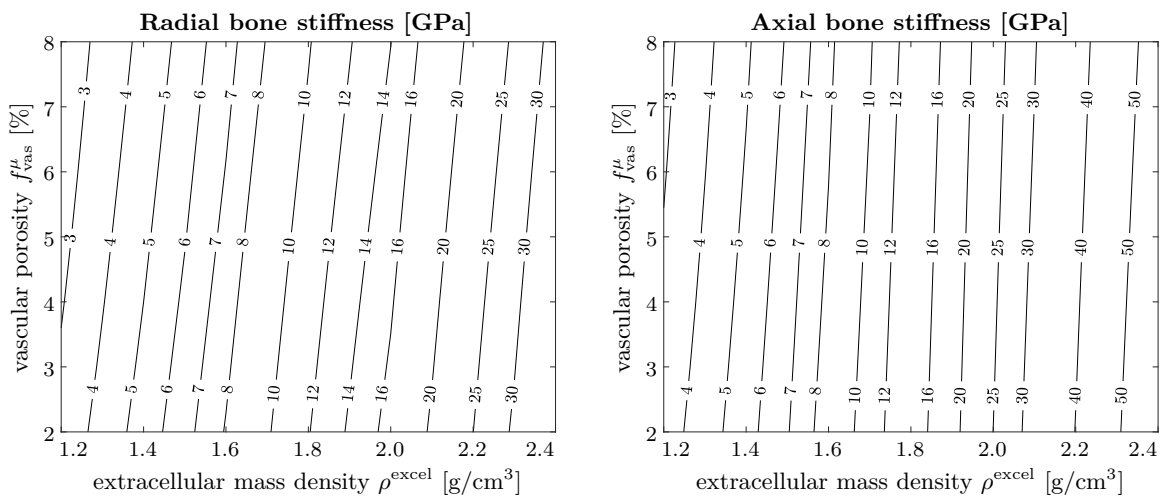 Radial bone stiffness [GPa]
8
7
6
5
4
3
2
vascular porosity f^μ_vas [%]
3 4 5 6 7 8 10 12 14 16 20 25 30
3 4 5 6 7 8 10 12 14 16 20 25 30
4 5 6 7 8 10 12 14 16 20 25 30
1.2 1.4 1.6 1.8 2.0 2.2 2.4
extracellular mass density ρ^excel [g/cm³]
Axial bone stiffness [GPa]
8
7
6
5
4
3
2
vascular porosity f^μ_vas [%]
3 4 5 6 7 8 10 12 16 20 25 30 40 50
4 5 6 7 8 10 12 16 20 25 30 40 50
4 5 6 7 8 10 12 16 20 25 30 40 50
1.2 1.4 1.6 1.8 2.0 2.2 2.4
extracellular mass density ρ^excel [g/cm³]